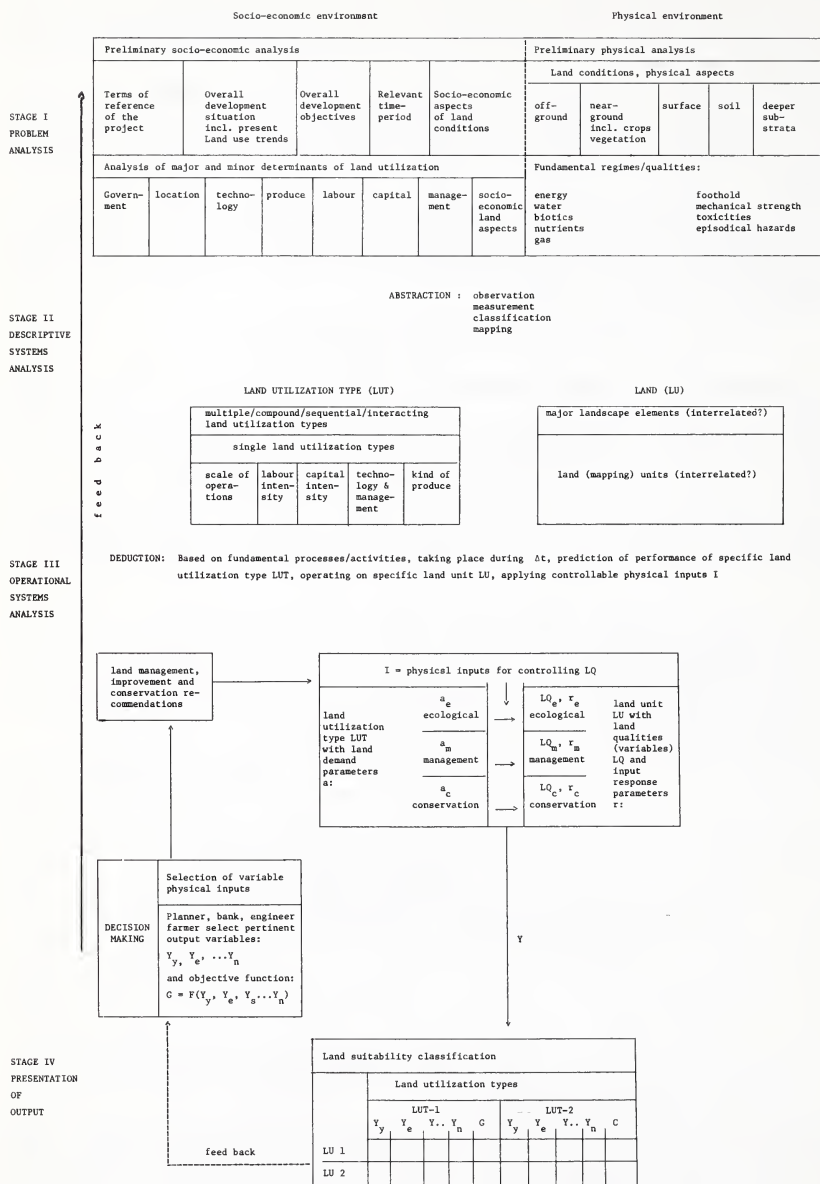 Socio-economic environment
Physical environment
Preliminary socio-economic analysis
Preliminary physical analysis
Land conditions, physical aspects
STAGE I
PROBLEM
ANALYSIS
Terms of
reference
of the
project
Overall
development
situation
incl. present
Land use trends
Overall
development
objectives
Relevant
time-
period
Socio-economic
aspects
of land
conditions
off-
ground
near-
ground
incl. crops
vegetation
surface
soil
deeper
sub-
strata
Analysis of major and minor determinants of land utilization
Fundamental regimes/qualities:
Govern-
ment
location
techno-
logy
produce
labour
capital
manage-
ment
socio-
economic
land
aspects
energy
water
biotics
nutrients
gas
foothold
mechanical strength
toxicities
episodical hazards
ABSTRACTION : observation
measurement
classification
mapping
STAGE II
DESCRIPTIVE
SYSTEMS
ANALYSIS
LAND UTILIZATION TYPE (LUT)
LAND (LU)
multiple/compound/sequential/interacting
land utilization types
single land utilization types
scale of
opera-
tions
labour
inten-
sity
capital
inten-
sity
techno-
logy &
manage-
ment
kind of
produce
major landscape elements (interrelated?)
land (mapping) units (interrelated?)
feed back
STAGE III
OPERATIONAL
SYSTEMS
ANALYSIS
DEDUCTION: Based on fundamental processes/activities, taking place during Δt, prediction of performance of specific land
utilization type LUT, operating on specific land unit LU, applying controllable physical inputs I
land management,
improvement and
conservation re-
commendations
I = physical inputs for controlling LQ
land
utilization
type LUT
with land
demand
parameters
a:
a_e
ecological
a_m
management
a_c
conservation
LQ_e, r_e
ecological
LQ_m, r_m
management
LQ_c, r_c
conservation
land unit
LU with
land
qualities
(variables)
LQ and
input
response
parameters
r:
DECISION
MAKING
Selection of variable
physical inputs
Planner, bank, engineer
farmer select pertinent
output variables:
Y_y, Y_e, ...Y_n
and objective function:
G = F(Y_y, Y_e, Y_s...Y_n)
Y
STAGE IV
PRESENTATION
OF
OUTPUT
Land suitability classification
Land utilization types
LUT-1
LUT-2
Y_y Y_e Y.. Y_n G
Y_y Y_e Y.. Y_n C
LU 1
LU 2
feed back